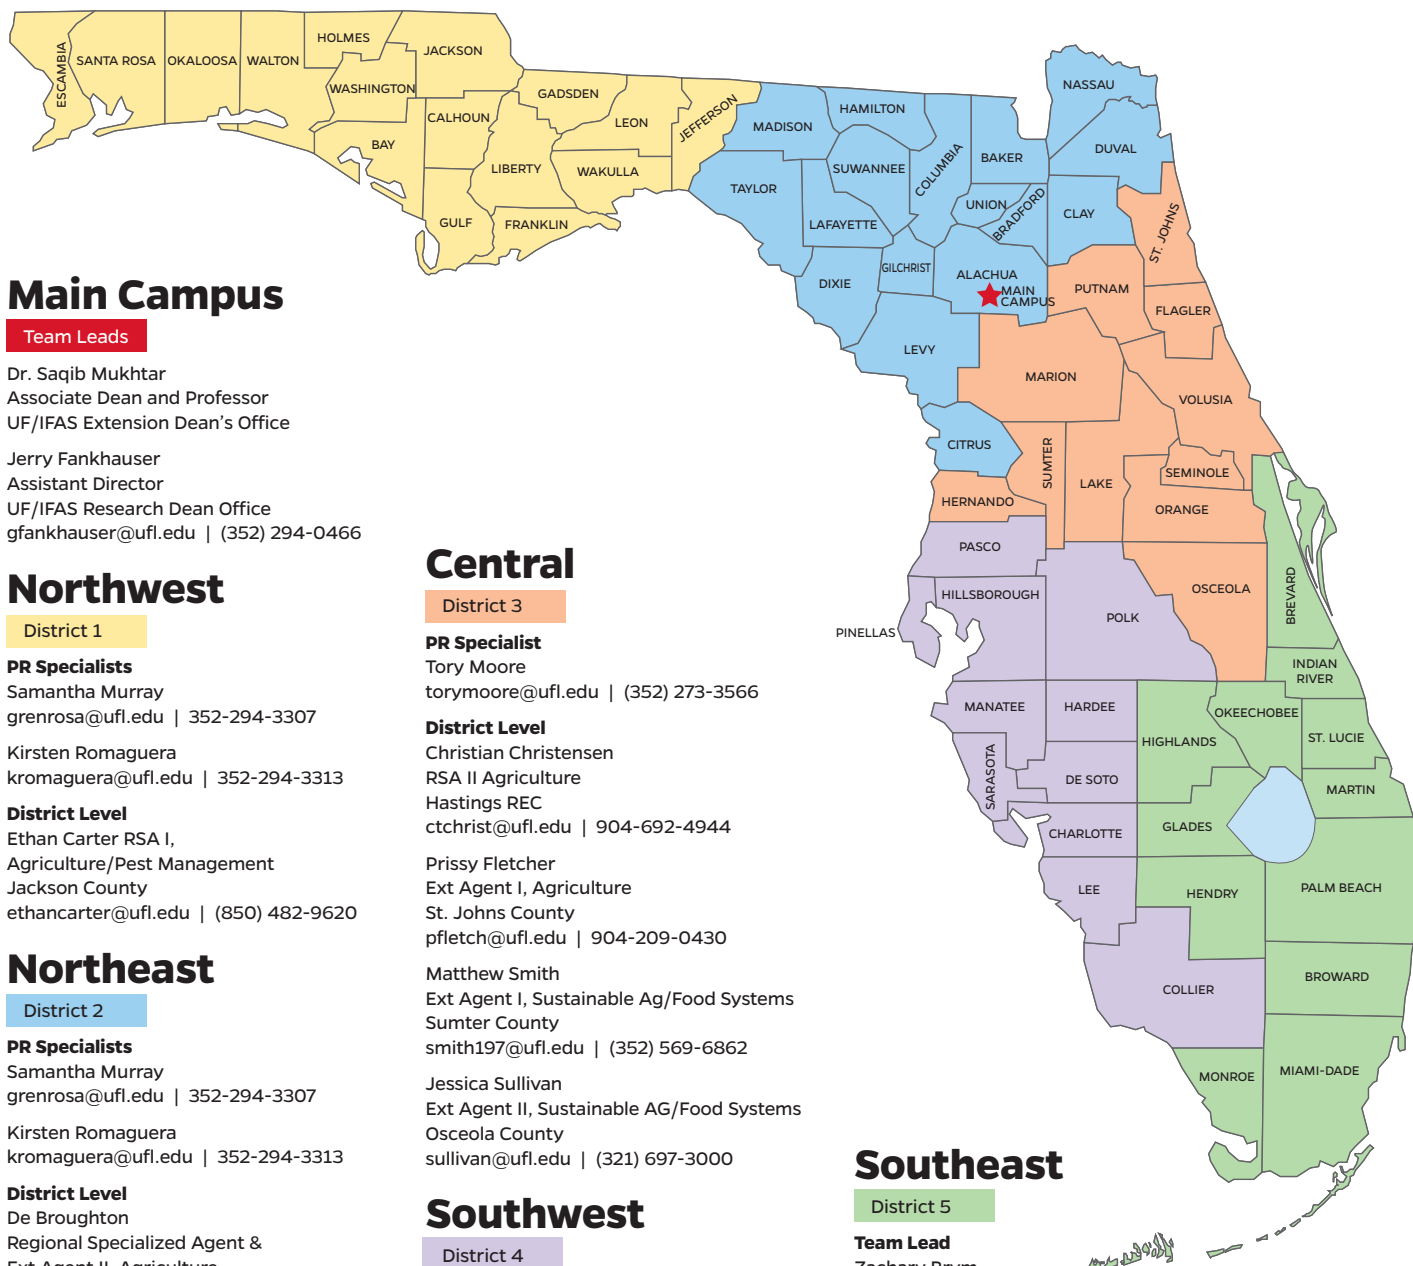 ESCAMBIA
SANTA ROSA
OKALOOSA
WALTON
HOLMES
JACKSON
WASHINGTON
BAY
CALHOUN
GADSDEN
LEON
JEFFERSON
LIBERTY
WAKULLA
GULF
FRANKLIN
MADISON
HAMILTON
TAYLOR
SUWANNEE
COLUMBIA
BAKER
NASSAU
DUVAL
LAFAYETTE
UNION
BRADFORD
CLAY
ST. JOHNS
DIXIE
GILCHRIST
ALACHUA
MAIN
CAMPUS
PUTNAM
FLAGLER
LEVY
MARION
VOLUSIA
CITRUS
SUMTER
LAKE
SEMINOLE
HERNANDO
ORANGE
PASCO
OSCEOLA
BREVARD
HILLSBOROUGH
POLK
PINELLAS
INDIAN
RIVER
MANATEE
HARDEE
HIGHLANDS
OKEECHOBEE
ST. LUCIE
SARASOTA
DE SOTO
MARTIN
CHARLOTTE
GLADES
LEE
HENDRY
PALM BEACH
COLLIER
BROWARD
MONROE
MIAMI-DADE
Main Campus
Team Leads
Dr. Saqib Mukhtar
Associate Dean and Professor
UF/IFAS Extension Dean's Office
Jerry Fankhauser
Assistant Director
UF/IFAS Research Dean Office
gfankhauser@ufl.edu | (352) 294-0466
Northwest
District 1
PR Specialists
Samantha Murray
grenrosa@ufl.edu | 352-294-3307
Kirsten Romaguera
kromaguera@ufl.edu | 352-294-3313
District Level
Ethan Carter RSA I,
Agriculture/Pest Management
Jackson County
ethancarter@ufl.edu | (850) 482-9620
Northeast
District 2
PR Specialists
Samantha Murray
grenrosa@ufl.edu | 352-294-3307
Kirsten Romaguera
kromaguera@ufl.edu | 352-294-3313
District Level
De Broughton
Regional Specialized Agent &
Ext Agent II, Agriculture
Central
District 3
PR Specialist
Tory Moore
torymoore@ufl.edu | (352) 273-3566
District Level
Christian Christensen
RSA II Agriculture
Hastings REC
ctchrist@ufl.edu | 904-692-4944
Prissy Fletcher
Ext Agent I, Agriculture
St. Johns County
pfletch@ufl.edu | 904-209-0430
Matthew Smith
Ext Agent I, Sustainable Ag/Food Systems
Sumter County
smith197@ufl.edu | (352) 569-6862
Jessica Sullivan
Ext Agent II, Sustainable AG/Food Systems
Osceola County
sullivan@ufl.edu | (321) 697-3000
Southwest
District 4
Southeast
District 5
Team Lead
Zachary Brym